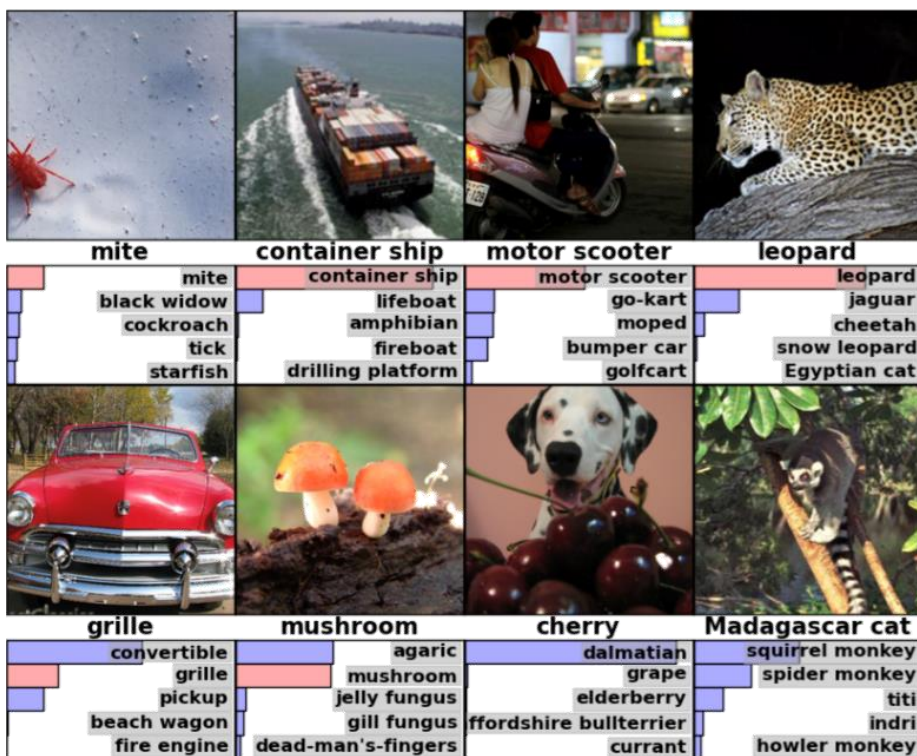 mite
container ship
motor scooter
leopard
mite
black widow
cockroach
tick
starfish
container ship
lifeboat
amphibian
fireboat
drilling platform
motor scooter
go-kart
moped
bumper car
golfcart
leopard
jaguar
cheetah
snow leopard
Egyptian cat
grille
mushroom
cherry
Madagascar cat
convertible
grille
pickup
beach wagon
fire engine
agaric
mushroom
jelly fungus
gill fungus
dead-man's-fingers
dalmatian
grape
elderberry
ffordshire bullterrier
currant
squirrel monkey
spider monkey
titi
indri
howler monkey